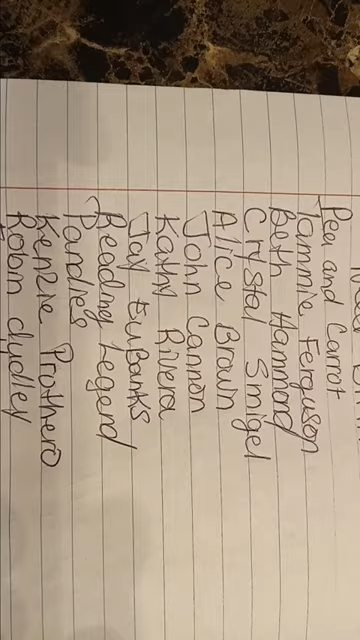 Pea and Carrot
Tammie Ferguson
Beth Hammond
Crystal Smigel
Alice Brown
John Cannon
Kathy Rivera
Jay EuBanks
Reading Legend
Pardies
Kenzie Prothero
Robin dudley